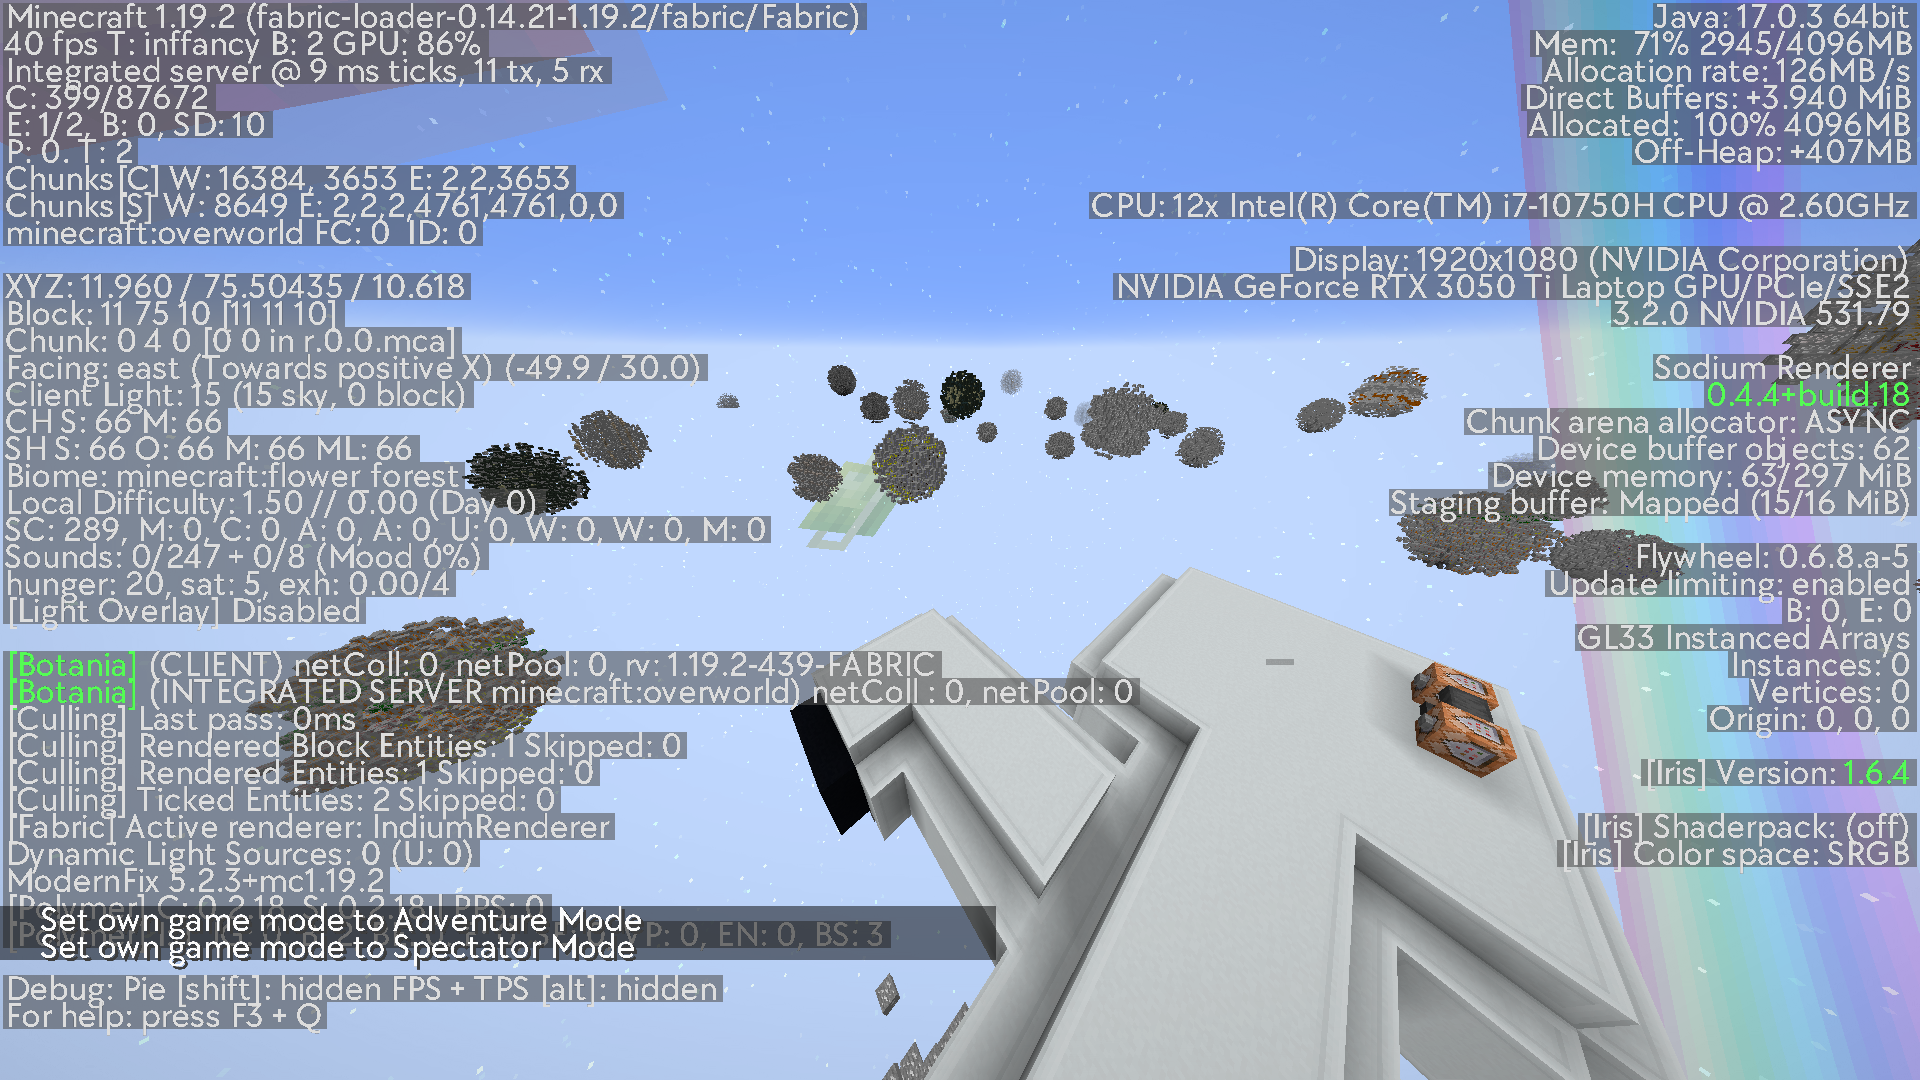 Minecraft 1.19.2 (fabric-loader-0.14.21-1.19.2/fabric/Fabric)
40 fps T: inffancy B: 2 GPU: 86%
Integrated server @ 9 ms ticks, 11 tx, 5 rx
C: 399/87672
E: 1/2, B: 0, SD: 10
P: 0. T: 2
Chunks[C] W: 16384, 3653 E: 2,2,3653
Chunks[S] W: 8649 E: 2,2,2,4761,4761,0,0
minecraft:overworld FC: 0 ID: 0
XYZ: 11.960 / 75.50435 / 10.618
Block: 11 75 10 [11 11 10]
Chunk: 0 4 0 [0 0 in r.0.0.mca]
Facing: east (Towards positive X) (-49.9 / 30.0)
Client Light: 15 (15 sky, 0 block)
CH S: 66 M: 66
SH S: 66 O: 66 M: 66 ML: 66
Biome: minecraft:flower_forest
Local Difficulty: 1.50 // 0.00 (Day 0)
SC: 289, M: 0, C: 0, A: 0, A: 0, U: 0, W: 0, W: 0, M: 0
Sounds: 0/247 + 0/8 (Mood 0%)
hunger: 20, sat: 5, exh: 0.00/4
[Light Overlay] Disabled
[Botania] (CLIENT) netColl: 0, netPool: 0, rv: 1.19.2-439-FABRIC
[Botania] (INTEGRATED SERVER minecraft:overworld) netColl : 0, netPool: 0
[Culling] Last pass: 0ms
[Culling] Rendered Block Entities: 1 Skipped: 0
[Culling] Rendered Entities: 1 Skipped: 0
[Culling] Ticked Entities: 2 Skipped: 0
[Fabric] Active renderer: IndiumRenderer
Dynamic Light Sources: 0 (U: 0)
ModernFix 5.2.3+mc1.19.2
[Polymer] C: 0.2.18, S: 0.2.18 | PPS: 0
Set own game mode to Adventure Mode
P: 0, EN: 0, BS: 3
Set own game mode to Spectator Mode
Debug: Pie [shift]: hidden FPS + TPS [alt]: hidden
For help: press F3 + Q
Java: 17.0.3 64bit
Mem: 71% 2945/4096MB
Allocation rate: 126MB/s
Direct Buffers: +3.940 MiB
Allocated: 100% 4096MB
Off-Heap: +407MB
CPU: 12x Intel(R) Core(TM) i7-10750H CPU @ 2.60GHz
Display: 1920x1080 (NVIDIA Corporation)
NVIDIA GeForce RTX 3050 Ti Laptop GPU/PCIe/SSE2
3.2.0 NVIDIA 531.79
Sodium Renderer
0.4.4+build.18
Chunk arena allocator: ASYNC
Device buffer objects: 62
Device memory: 63/297 MiB
Staging buffer: Mapped (15/16 MiB)
Flywheel: 0.6.8.a-5
Update limiting: enabled
B: 0, E: 0
GL33 Instanced Arrays
Instances: 0
Vertices: 0
Origin: 0, 0, 0
[Iris] Version: 1.6.4
[Iris] Shaderpack: (off)
[Iris] Color space: SRGB